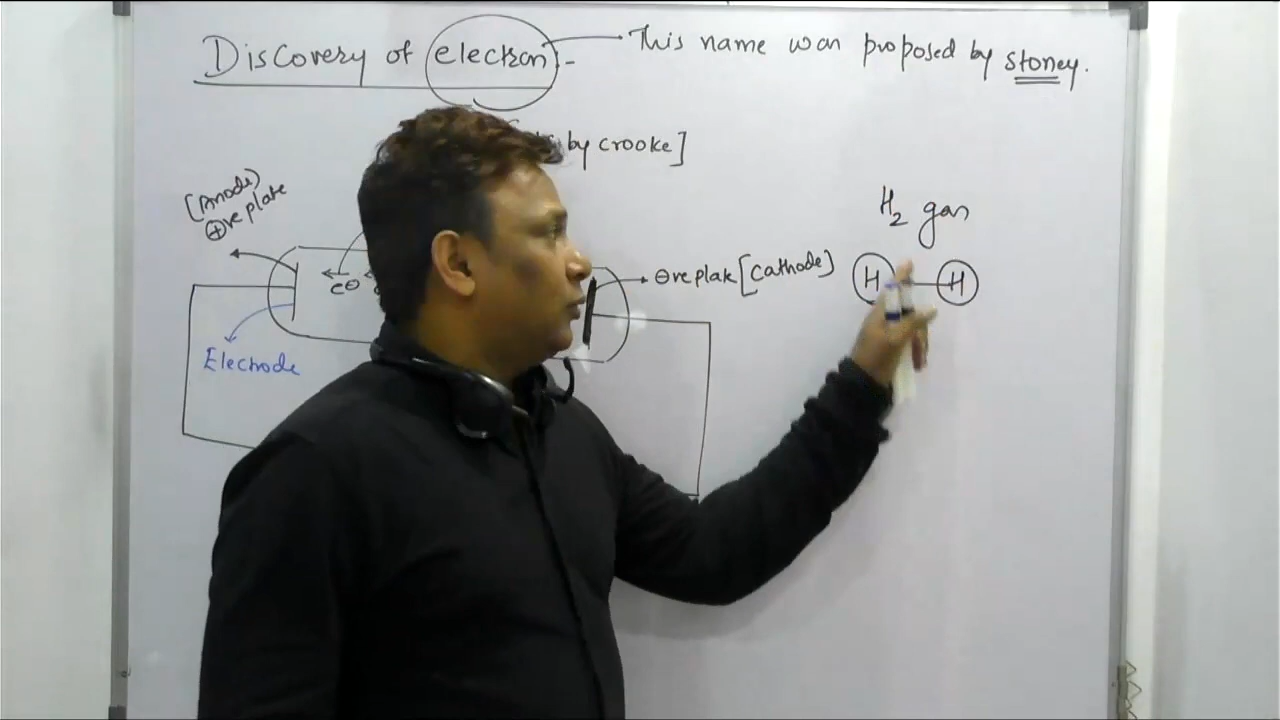 Discovery of electron :- This name was proposed by stoney.
by crooke]
[Anode)
⊕ve plate
H2 gas
⊖ve plate [Cathode)
H H
e⊖
Electrode